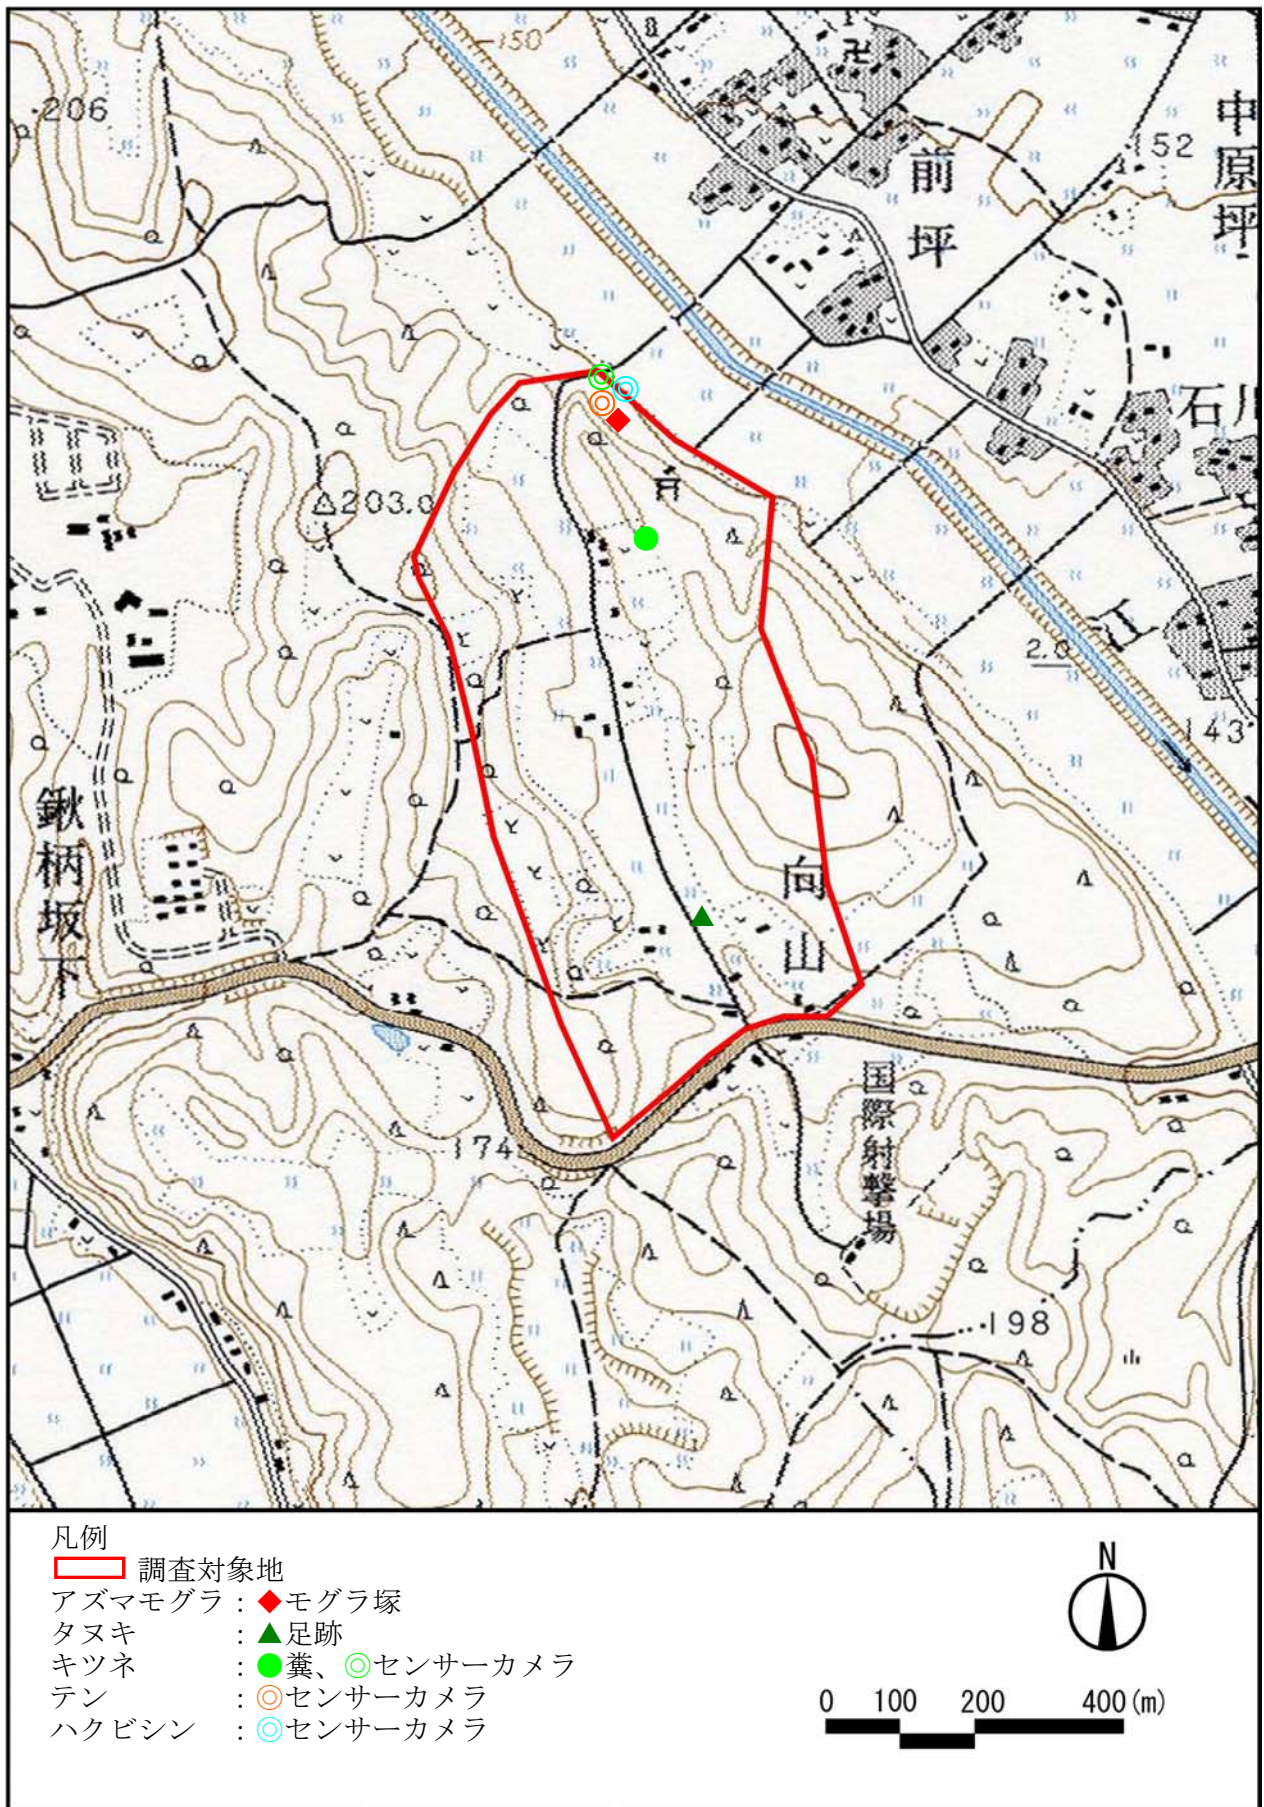 150
206
152
中原坪
前坪
石川
203.0
江
2.0
143
鍬柄坂下
向山
国際射撃場
174
198
凡例
調査対象地
アズマモグラ：◆モグラ塚
タヌキ：▲足跡
キツネ：●糞、◎センサーカメラ
テン：◎センサーカメラ
ハクビシン：◎センサーカメラ
N
0 100 200 400(m)